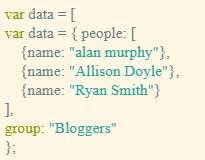 var data = [
var data = { people: [
{name: "alan murphy"},
{name: "Allison Doyle"},
{name: "Ryan Smith"}
],
group: "Bloggers"
};